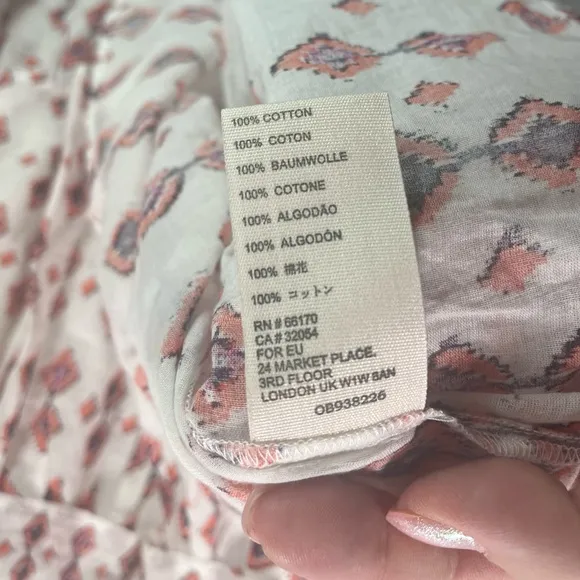 100% COTTON
100% COTON
100% BAUMWOLLE
100% COTONE
100% ALGODÃO
100% ALGODÓN
100% 棉花
100% コットン
RN # 66170
CA # 32054
FOR EU
24 MARKET PLACE.
3RD FLOOR
LONDON UK W1W 8AN
OB938226